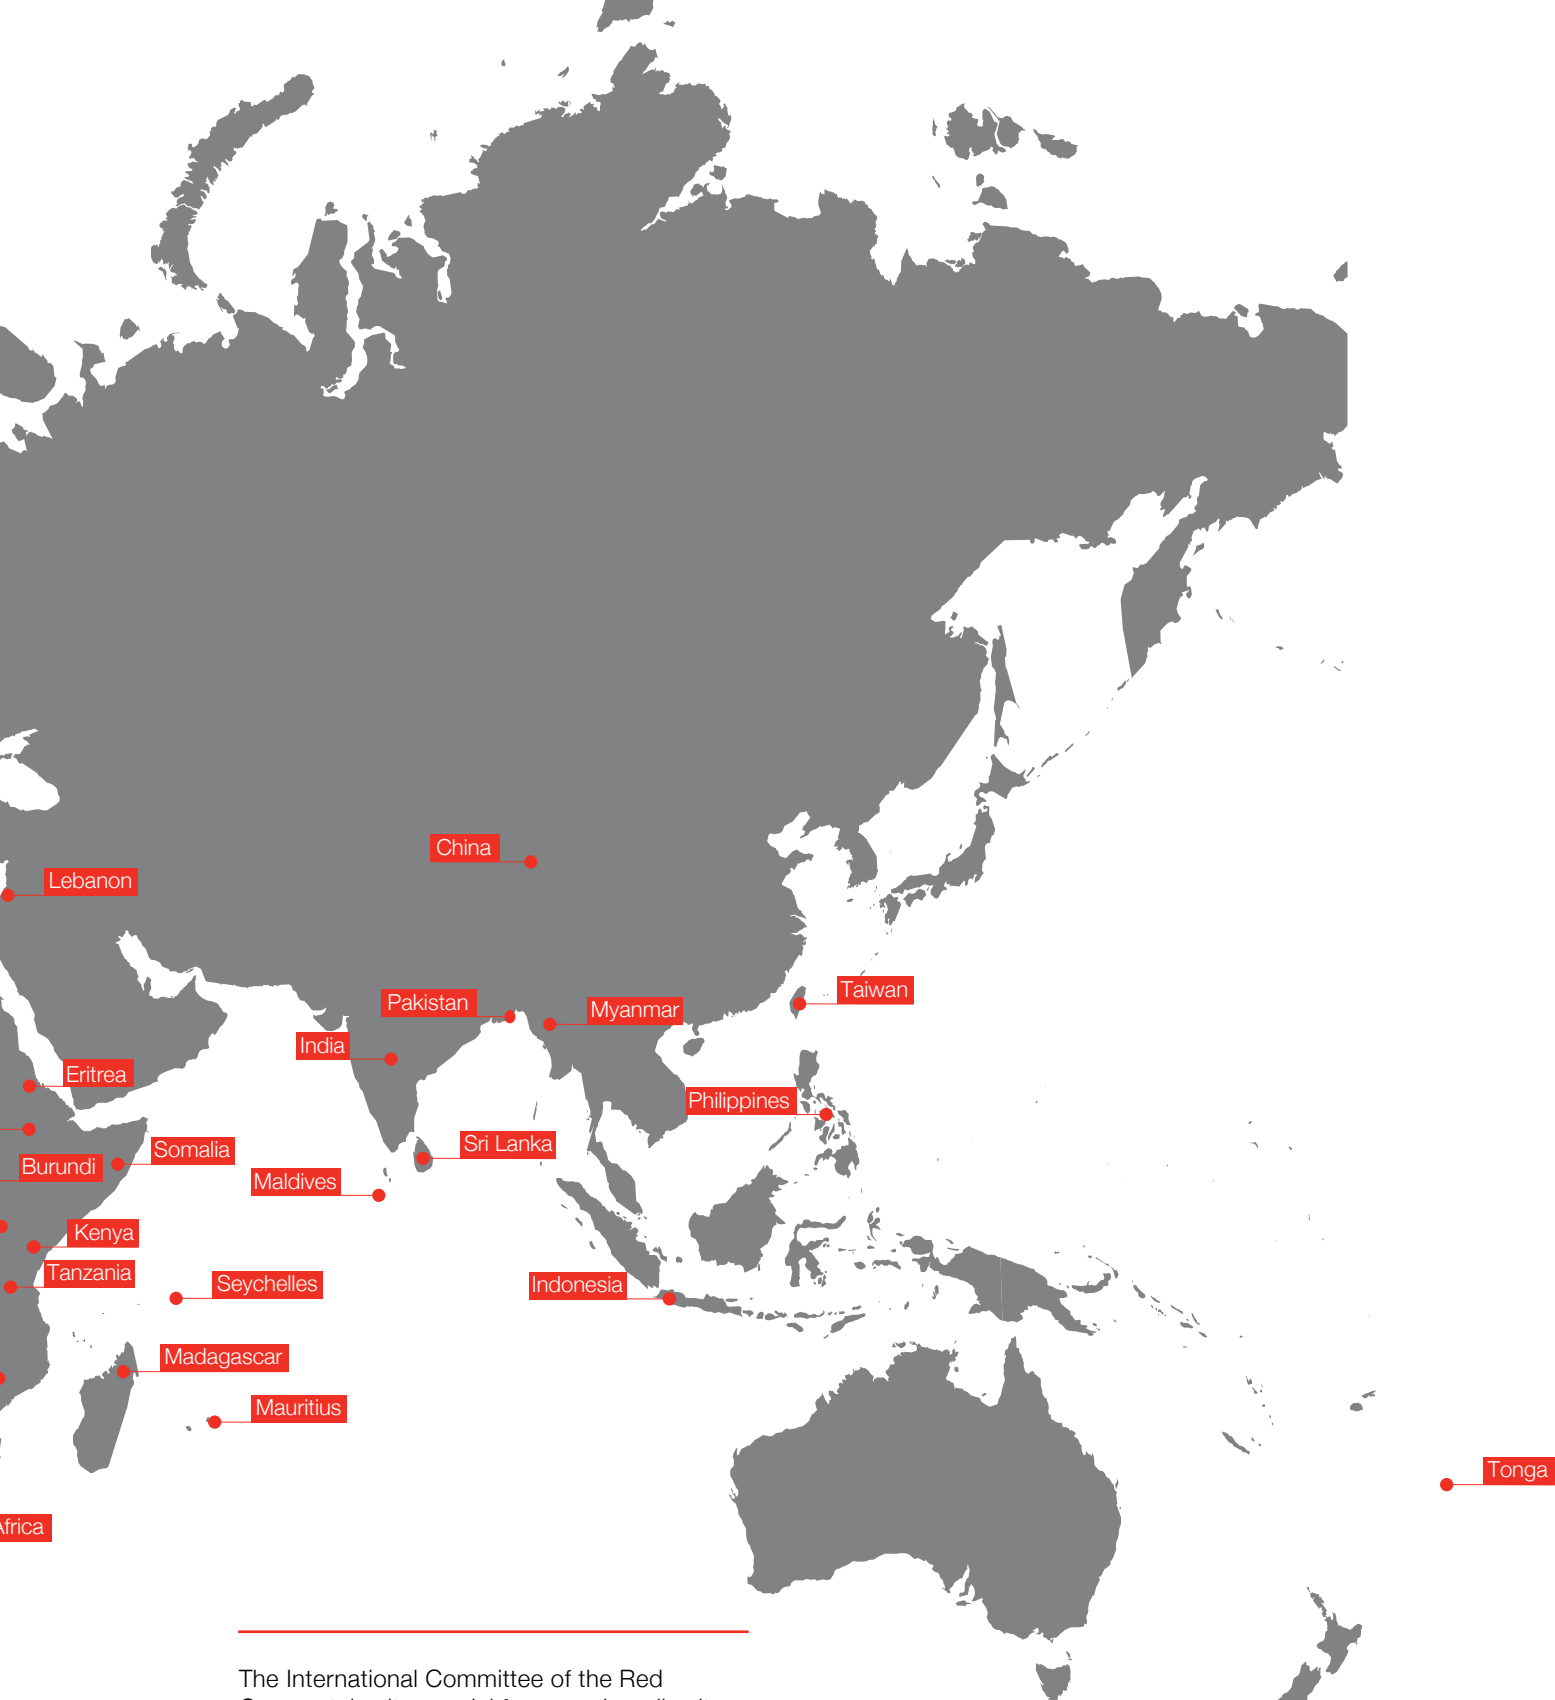 China
Lebanon
Taiwan
Pakistan
Myanmar
India
Eritrea
Philippines
Sri Lanka
Somalia
Burundi
Maldives
Kenya
Tanzania
Seychelles
Indonesia
Madagascar
Mauritius
Tonga
Africa
The International Committee of the Red